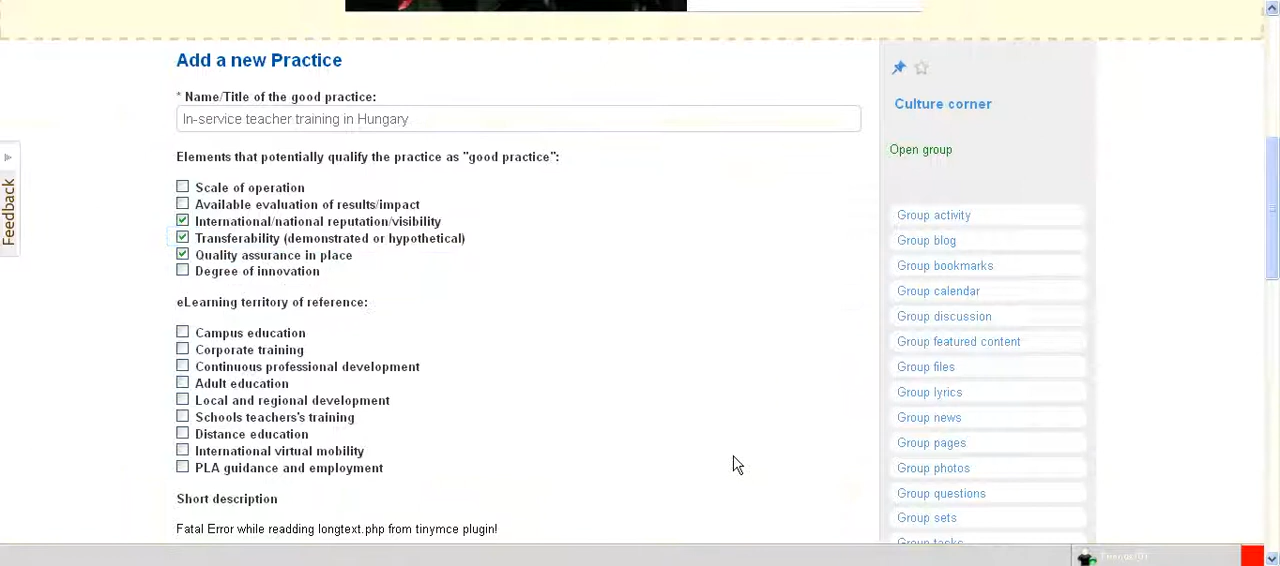 Add a new Practice
* Name/Title of the good practice:
In-service teacher training in Hungary
Elements that potentially qualify the practice as "good practice":
Scale of operation
Available evaluation of results/impact
International/national reputation/visibility
Transferability (demonstrated or hypothetical)
Quality assurance in place
Degree of innovation
eLearning territory of reference:
Campus education
Corporate training
Continuous professional development
Adult education
Local and regional development
Schools teachers's training
Distance education
International virtual mobility
PLA guidance and employment
Short description
Fatal Error while readding longtext.php from tinymce plugin!
Feedback
Culture corner
Open group
Group activity
Group blog
Group bookmarks
Group calendar
Group discussion
Group featured content
Group files
Group lyrics
Group news
Group pages
Group photos
Group questions
Group sets
Group tasks